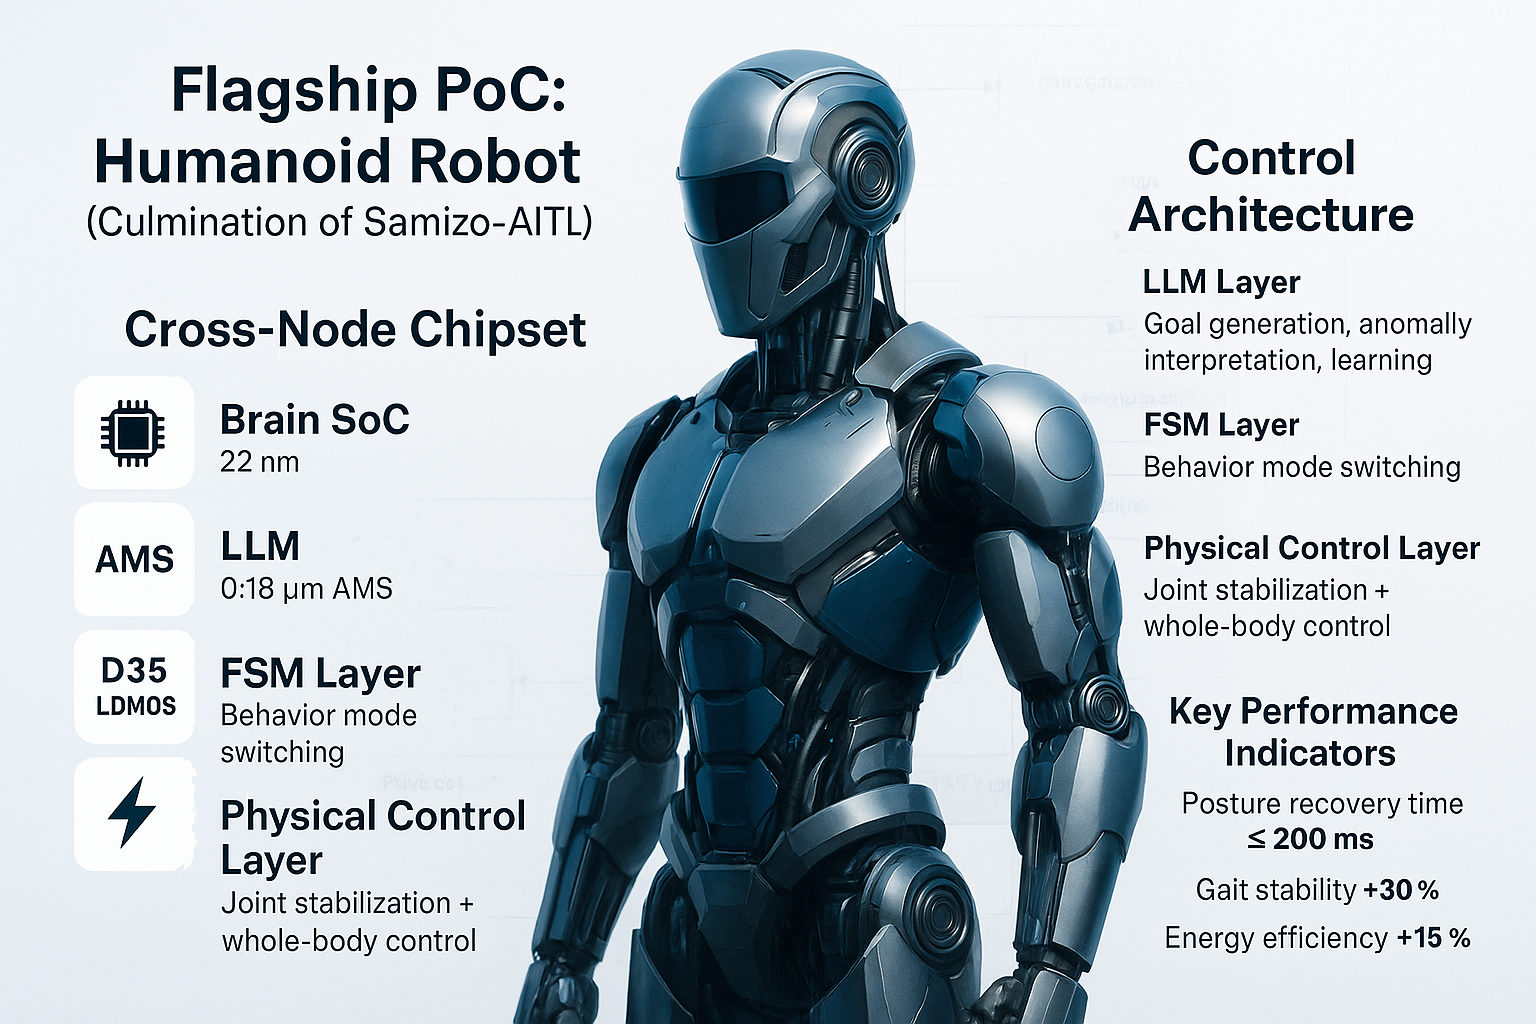 Flagship PoC:
Humanoid Robot
(Culmination of Samizo-AITL)
Cross-Node Chipset
Brain SoC
22 nm
AMS
LLM
0:18 µm AMS
D35
LDMOS
FSM Layer
Behavior mode
switching
Physical Control
Layer
Joint stabilization +
whole-body control
Control
Architecture
LLM Layer
Goal generation, anomally
interpretation, learning
FSM Layer
Behavior mode switching
Physical Control Layer
Joint stabilization +
whole-body control
Key Performance
Indicators
Posture recovery time
≤ 200 ms
Gait stability +30 %
Energy efficiency +15 %